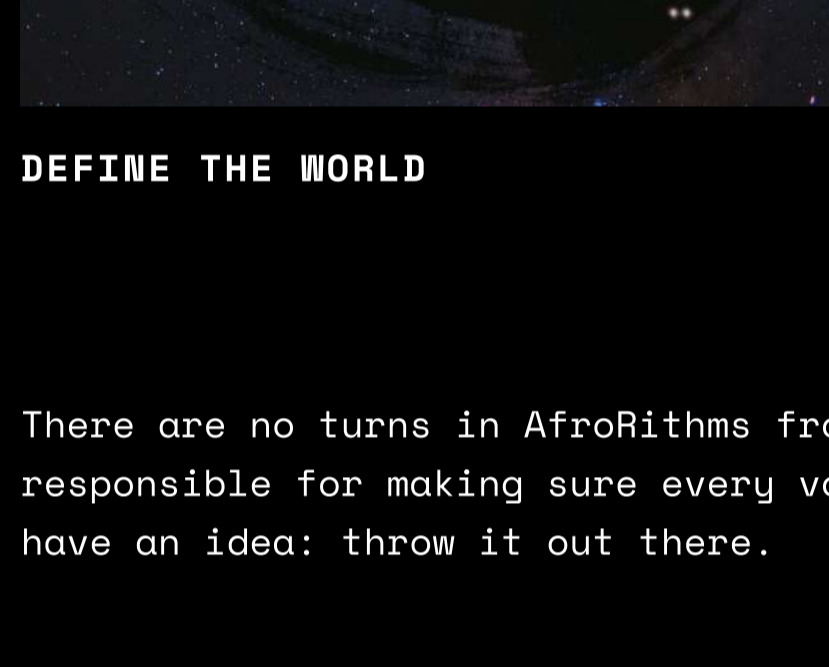 DEFINE THE WORLD
There are no turns in AfroRithms
responsible for making sure every
have an idea: throw it out there.